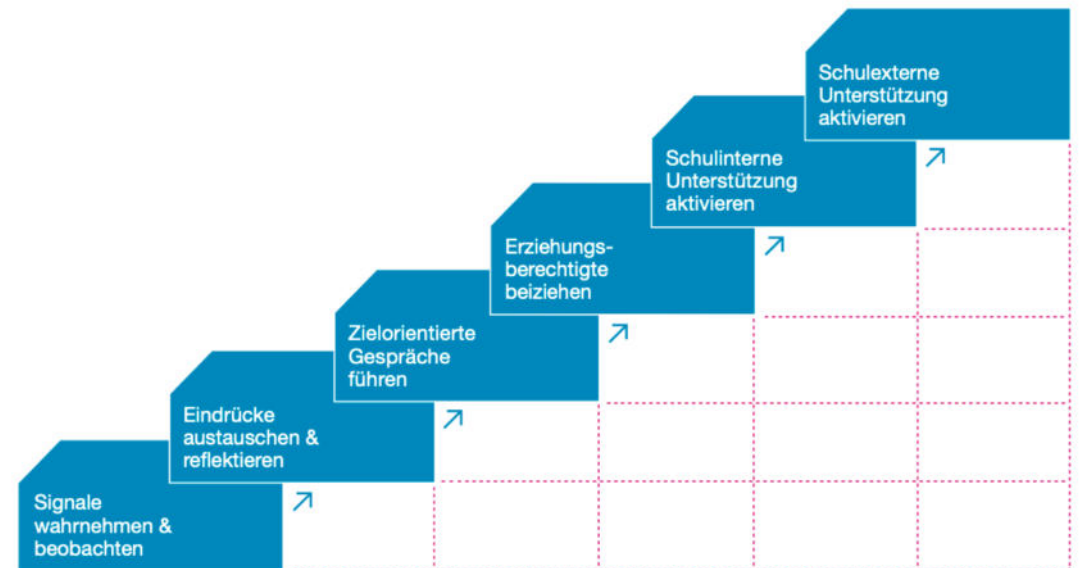 Schulexterne
Unterstützung
aktivieren
Schulinterne
Unterstützung
aktivieren
Erziehungs-
berechtigte
beiziehen
Zielorientierte
Gespräche
führen
Eindrücke
austauschen &
reflektieren
Signale
wahrnehmen &
beobachten